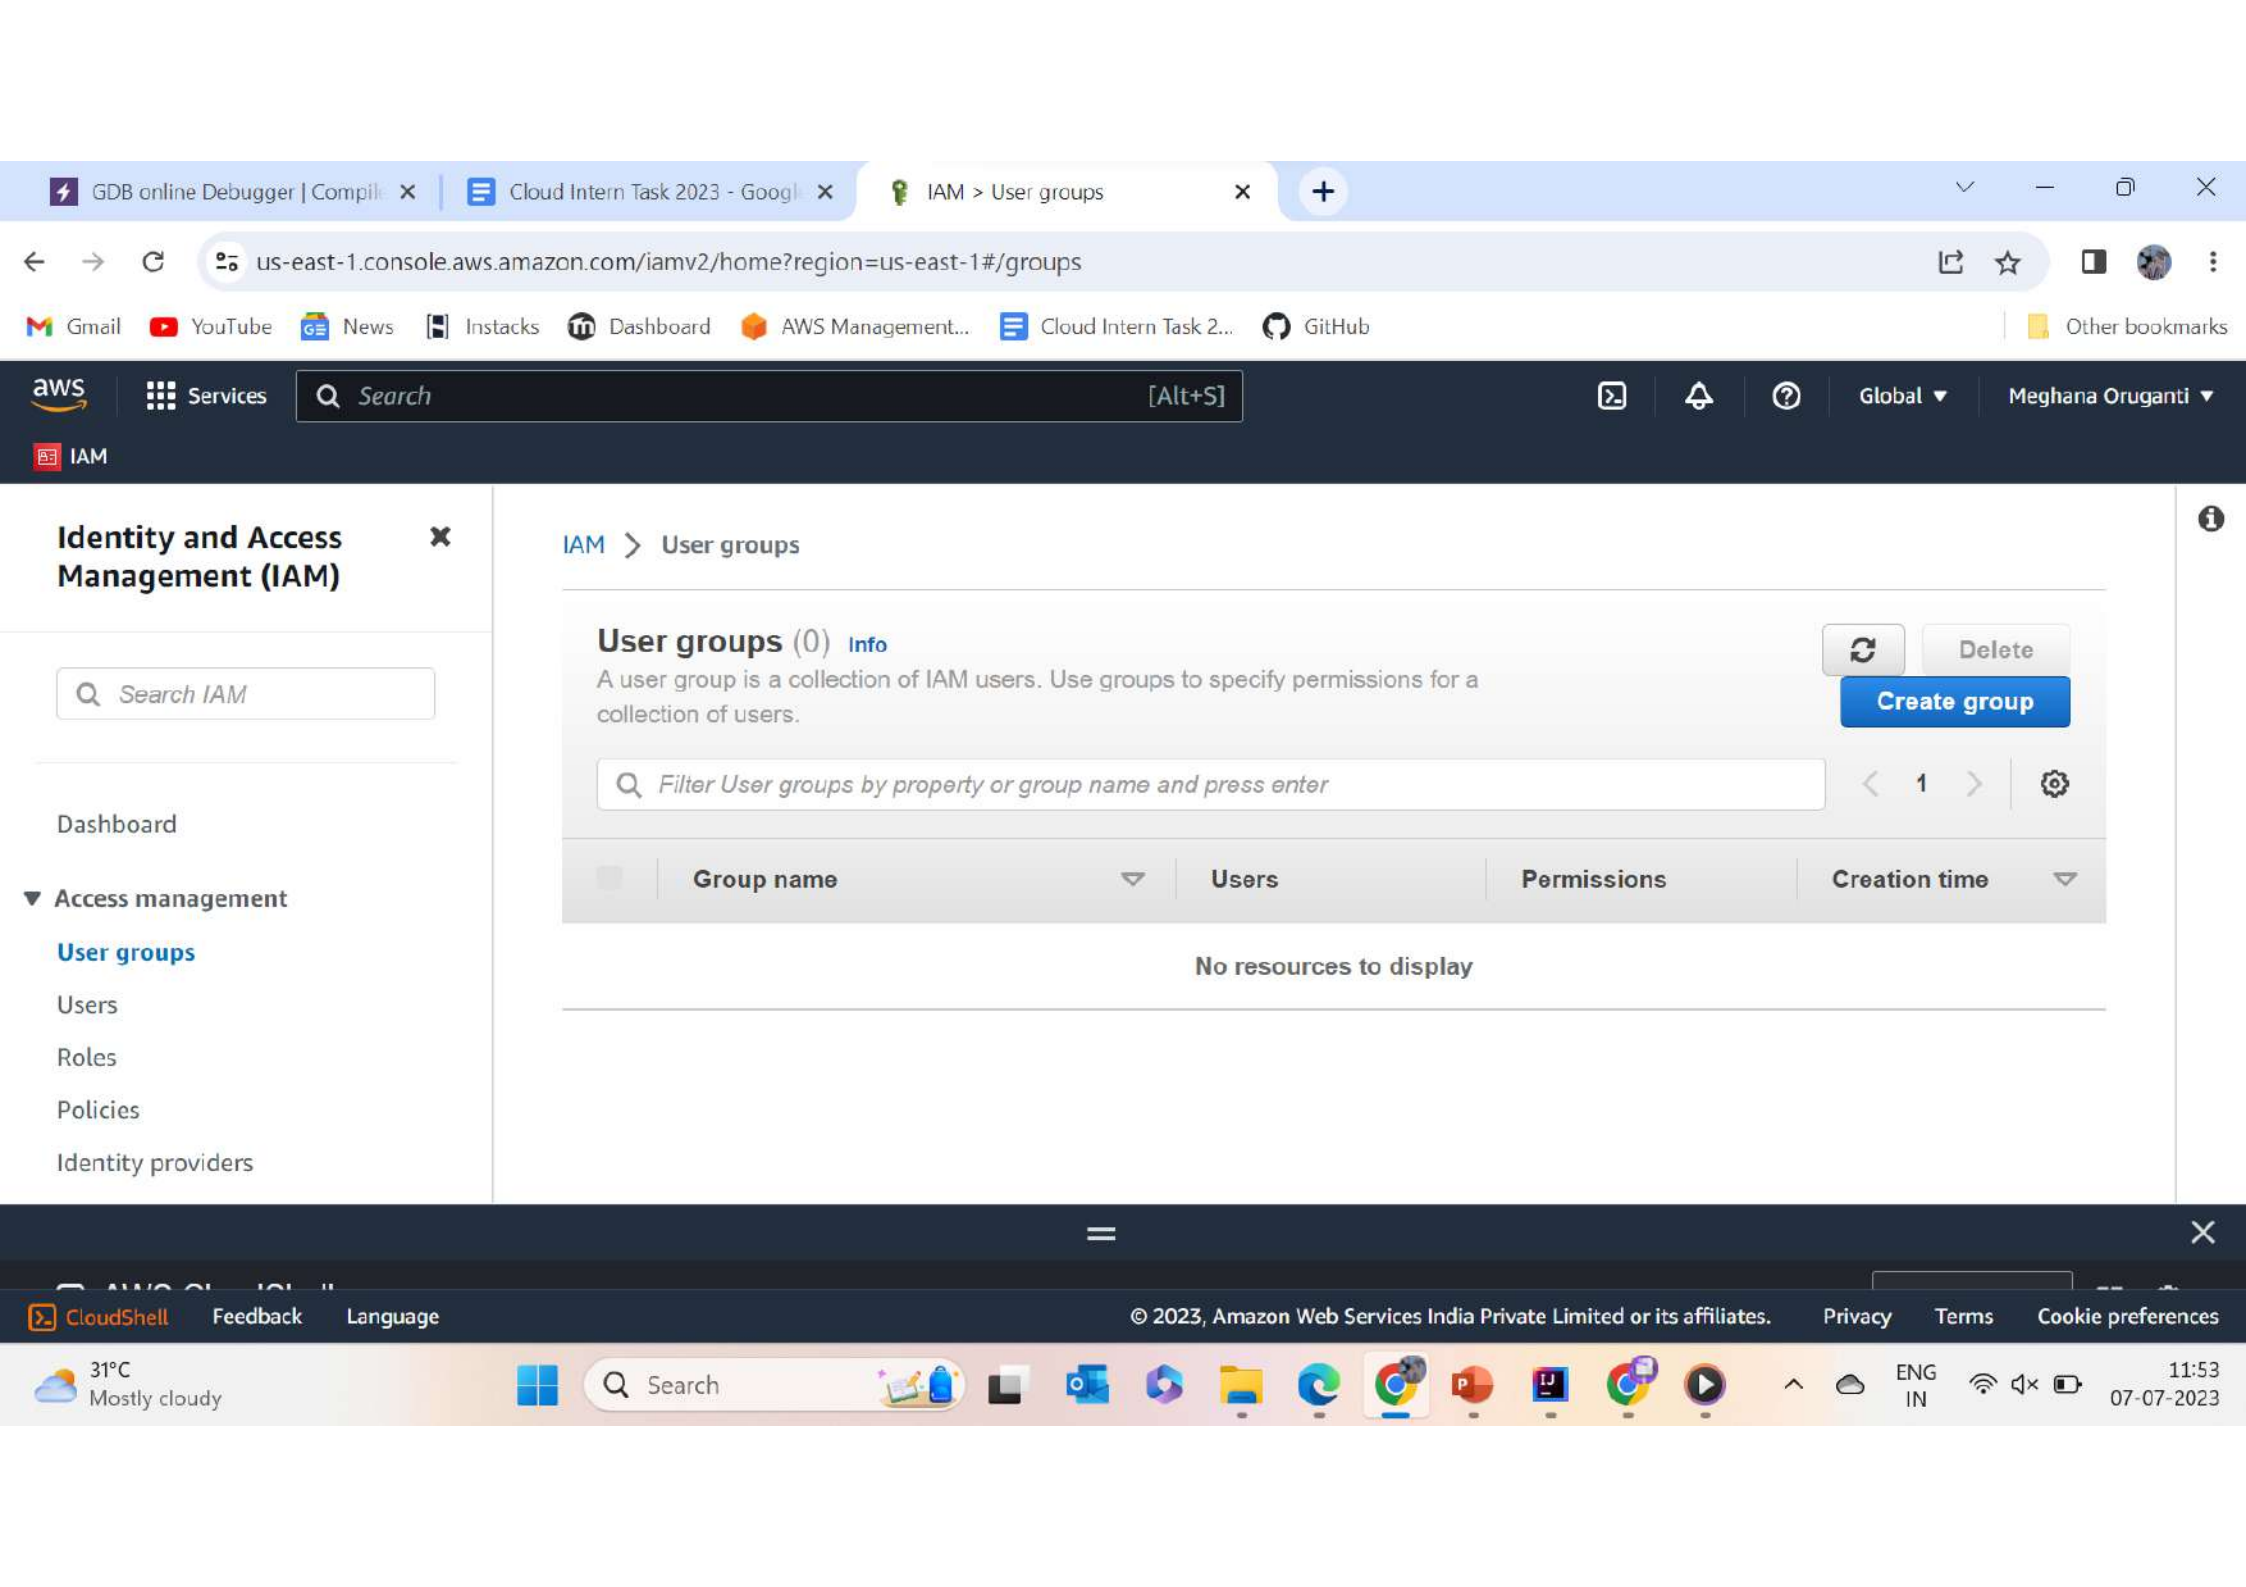 GDB online Debugger | Compil
Cloud Intern Task 2023 - Googl
IAM > User groups
us-east-1.console.aws.amazon.com/iamv2/home?region=us-east-1#/groups
Gmail YouTube News Instacks Dashboard AWS Management... Cloud Intern Task 2... GitHub Other bookmarks
aws Services Search [Alt+S] Global Meghana Oruganti
IAM
Identity and Access
Management (IAM)
Search IAM
Dashboard
Access management
User groups
Users
Roles
Policies
Identity providers
IAM > User groups
User groups (0) Info
A user group is a collection of IAM users. Use groups to specify permissions for a
collection of users.
Delete
Create group
Filter User groups by property or group name and press enter
1
Group name Users Permissions Creation time
No resources to display
AWS CloudShell
CloudShell Feedback Language © 2023, Amazon Web Services India Private Limited or its affiliates. Privacy Terms Cookie preferences
31°C
Mostly cloudy
Search
ENG
IN
11:53
07-07-2023